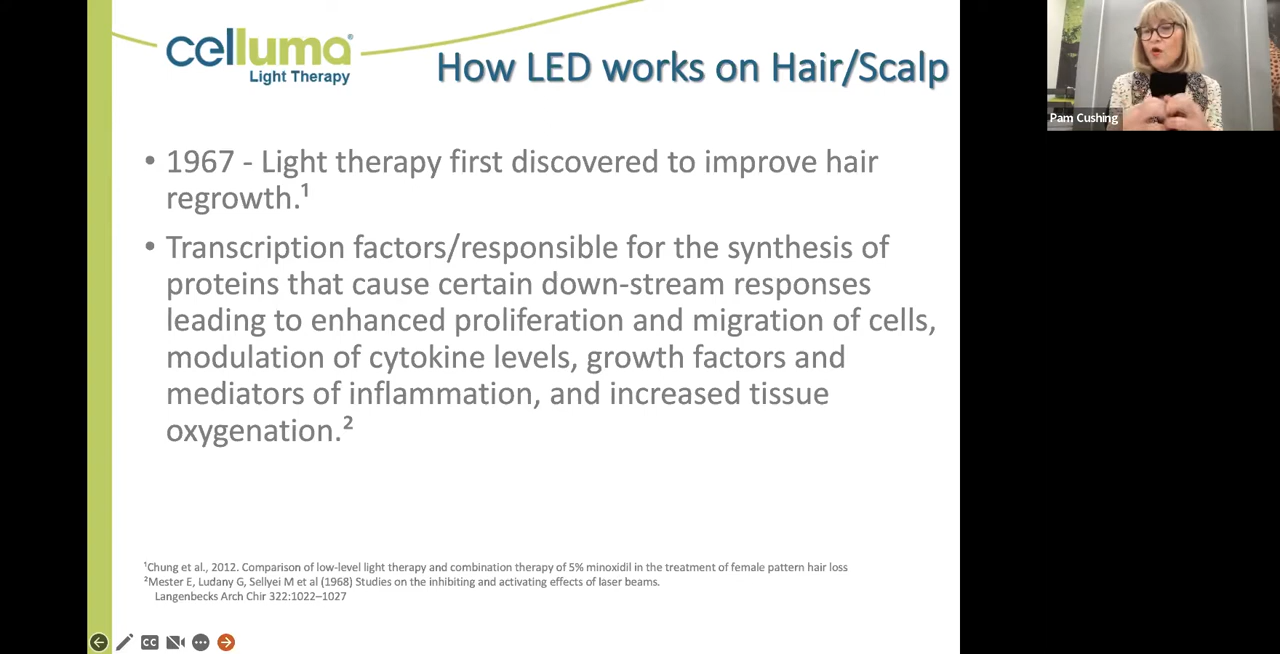 celluma®
Light Therapy
How LED works on Hair/Scalp
• 1967 - Light therapy first discovered to improve hair
regrowth.¹
• Transcription factors/responsible for the synthesis of
proteins that cause certain down-stream responses
leading to enhanced proliferation and migration of cells,
modulation of cytokine levels, growth factors and
mediators of inflammation, and increased tissue
oxygenation.²
¹Chung et al., 2012. Comparison of low-level light therapy and combination therapy of 5% minoxidil in the treatment of female pattern hair loss
²Mester E, Ludany G, Sellyei M et al (1968) Studies on the inhibiting and activating effects of laser beams.
Langenbecks Arch Chir 322:1022–1027
CC
Pam Cushing